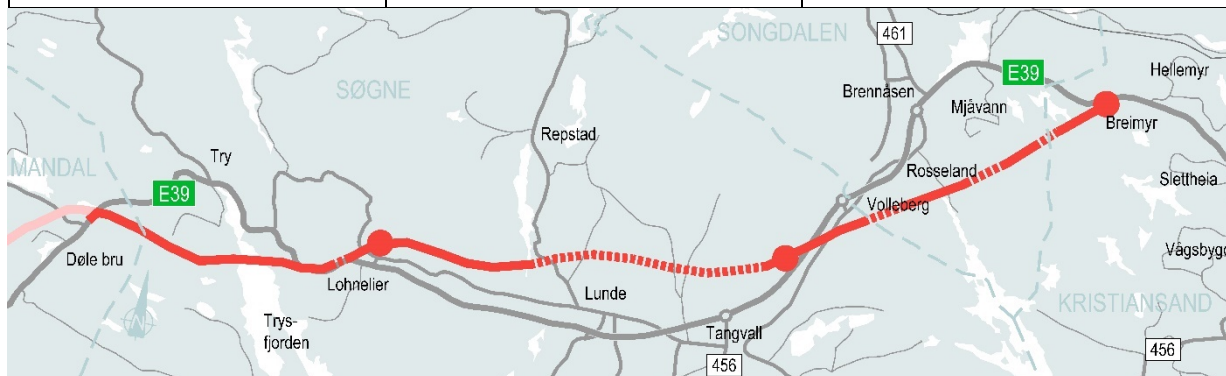 SONGDALEN
461
E39
Hellemyr
Brennåsen
Mjåvann
SØGNE
Breimyr
Repstad
MANDAL
Try
Rosseland
Slettheia
E39
Volleberg
Døle bru
Vågsbygd
Lohnelier
Lunde
KRISTIANSAND
Trys-
fjorden
Tangvall
456
456